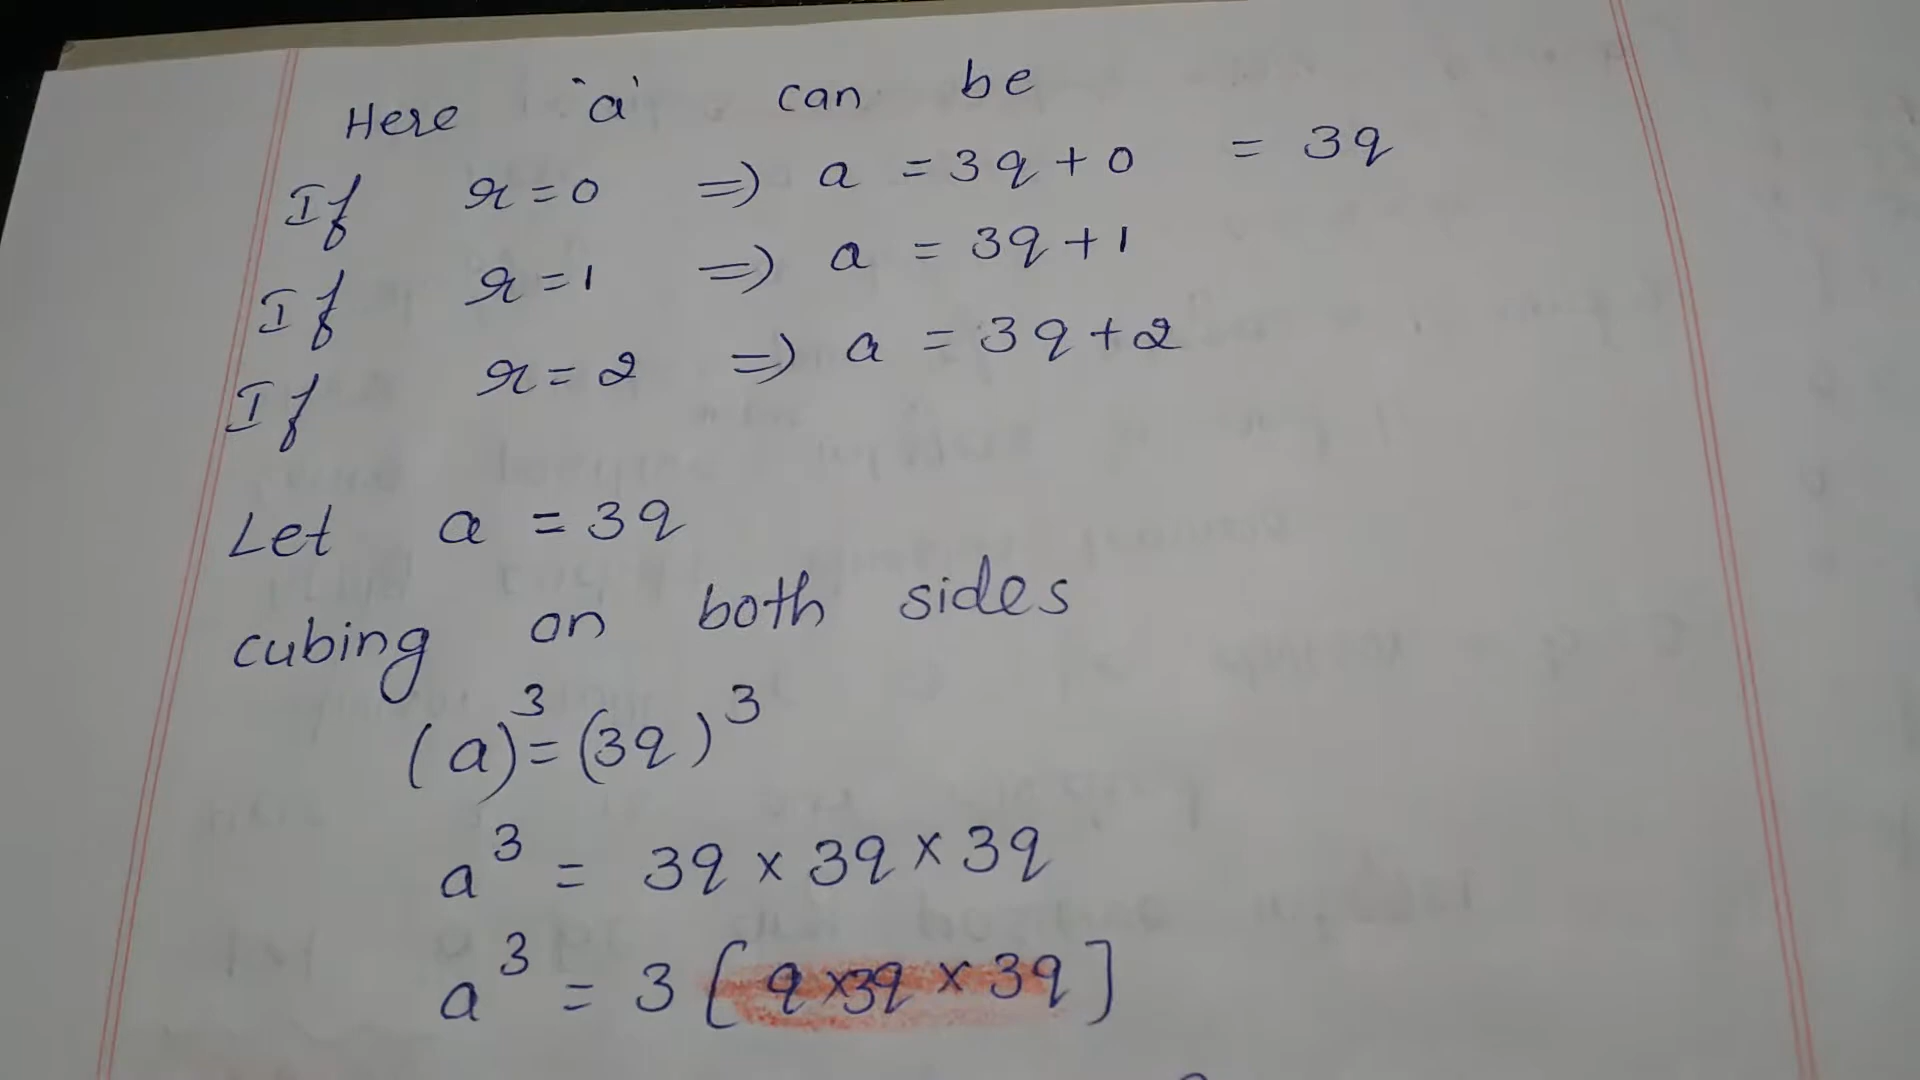 Here 'a' can be
If r=0 => a = 3q+0 = 3q
If r=1 => a = 3q+1
If r=2 => a = 3q+2
Let a = 3q
cubing on both sides
(a)³ = (3q)³
a³ = 3q × 3q × 3q
a³ = 3 [q×3q × 3q]